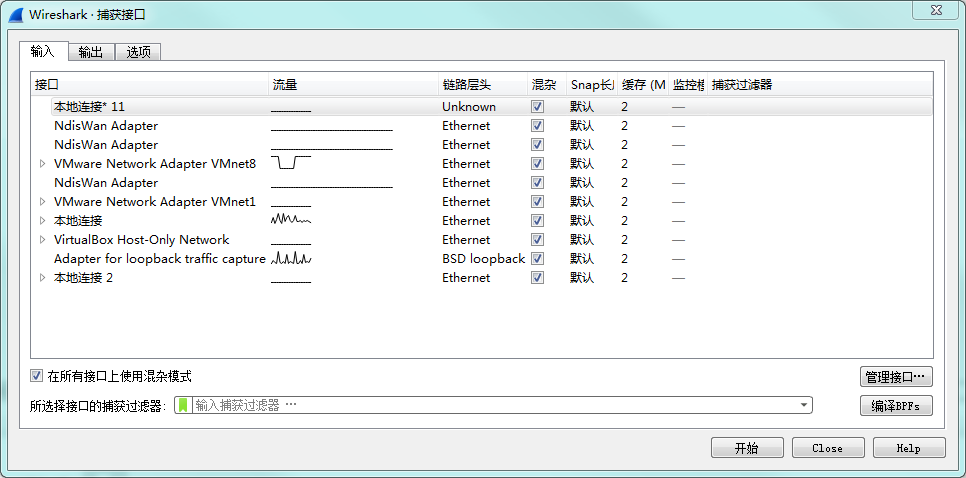 Wireshark · 捕获接口
输入 输出 选项
接口 流量 链路层头 混杂 Snap长 缓存 (M 监控模 捕获过滤器
本地连接* 11 Unknown 默认 2 —
NdisWan Adapter Ethernet 默认 2 —
NdisWan Adapter Ethernet 默认 2 —
VMware Network Adapter VMnet8 Ethernet 默认 2 —
NdisWan Adapter Ethernet 默认 2 —
VMware Network Adapter VMnet1 Ethernet 默认 2 —
本地连接 Ethernet 默认 2 —
VirtualBox Host-Only Network Ethernet 默认 2 —
Adapter for loopback traffic capture BSD loopback 默认 2 —
本地连接 2 Ethernet 默认 2 —
在所有接口上使用混杂模式
管理接口…
所选择接口的捕获过滤器: 输入捕获过滤器 …
编译BPFs
开始 Close Help